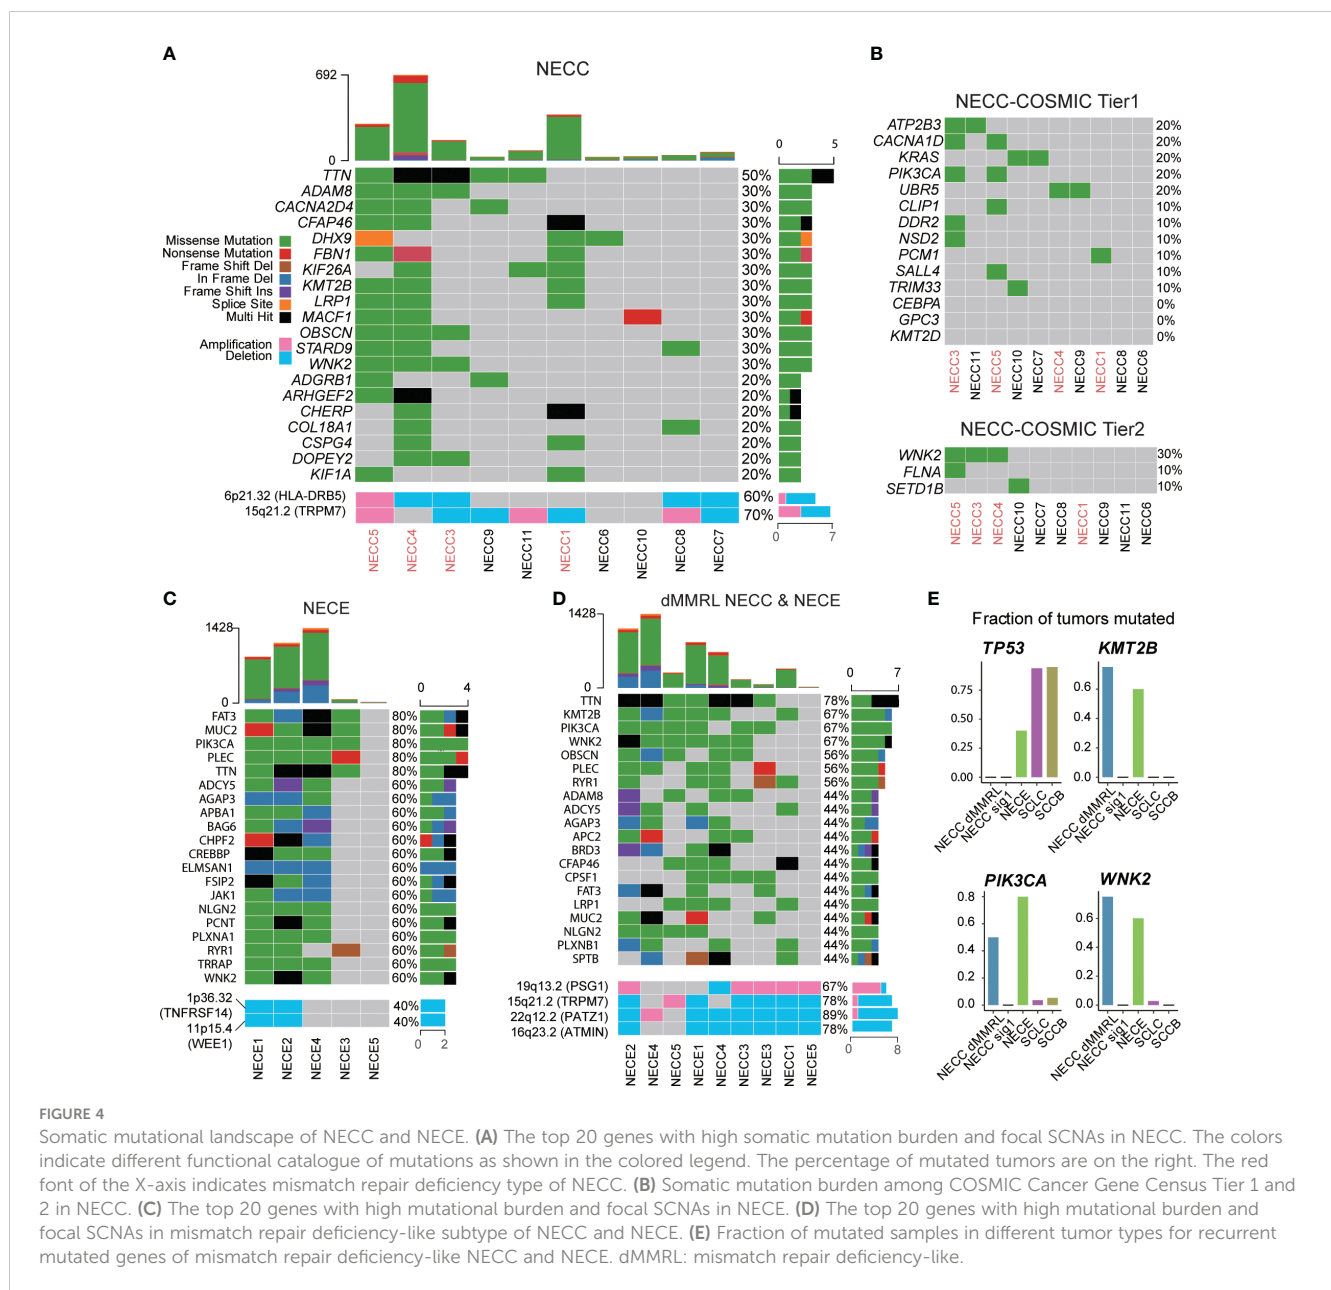 A
NECC
692
0
0 5
TTN 50%
ADAM8 30%
CACNA2D4 30%
CFAP46 30%
DHX9 30%
FBN1 30%
KIF26A 30%
KMT2B 30%
LRP1 30%
MACF1 30%
OBSCN 30%
STARD9 30%
WNK2 30%
ADGRB1 20%
ARHGEF2 20%
CHERP 20%
COL18A1 20%
CSPG4 20%
DOPEY2 20%
KIF1A 20%
6p21.32 (HLA-DRB5) 60%
15q21.2 (TRPM7) 70%
0 7
NECC5 NECC4 NECC3 NECC9 NECC11 NECC1 NECC6 NECC10 NECC8 NECC7
Missense Mutation
Nonsense Mutation
Frame Shift Del
In Frame Del
Frame Shift Ins
Splice Site
Multi Hit
Amplification
Deletion
B
NECC-COSMIC Tier1
ATP2B3 20%
CACNA1D 20%
KRAS 20%
PIK3CA 20%
UBR5 20%
CLIP1 10%
DDR2 10%
NSD2 10%
PCM1 10%
SALL4 10%
TRIM33 10%
CEBPA 0%
GPC3 0%
KMT2D 0%
NECC3 NECC11 NECC5 NECC10 NECC7 NECC4 NECC9 NECC1 NECC8 NECC6
NECC-COSMIC Tier2
WNK2 30%
FLNA 10%
SETD1B 10%
NECC5 NECC3 NECC4 NECC10 NECC7 NECC8 NECC1 NECC9 NECC11 NECC6
C
NECE
1428
0
0 4
FAT3 80%
MUC2 80%
PIK3CA 80%
PLEC 80%
TTN 80%
ADCY5 60%
AGAP3 60%
APBA1 60%
BAG6 60%
CHPF2 60%
CREBBP 60%
ELMSAN1 60%
FSIP2 60%
JAK1 60%
NLGN2 60%
PCNT 60%
PLXNA1 60%
RYR1 60%
TRRAP 60%
WNK2 60%
1p36.32 (TNFRSF14) 40%
11p15.4 (WEE1) 40%
0 2
NECE1 NECE2 NECE4 NECE3 NECE5
D
dMMRL NECC & NECE
1428
0
0 7
TTN 78%
KMT2B 67%
PIK3CA 67%
WNK2 67%
OBSCN 56%
PLEC 56%
RYR1 56%
ADAM8 44%
ADCY5 44%
AGAP3 44%
APC2 44%
BRD3 44%
CFAP46 44%
CPSF1 44%
FAT3 44%
LRP1 44%
MUC2 44%
NLGN2 44%
PLXNB1 44%
SPTB 44%
19q13.2 (PSG1) 67%
15q21.2 (TRPM7) 78%
22q12.2 (PATZ1) 89%
16q23.2 (ATMIN) 78%
0 8
NECE2 NECE4 NECC5 NECE1 NECC4 NECC3 NECE3 NECC1 NECE5
E
Fraction of tumors mutated
TP53
0.75
0.50
0.25
0.00
NECC dMMRL NECC sig1 NECE SCLC SCCB
KMT2B
0.8
0.6
0.4
0.2
0.0
NECC dMMRL NECC sig1 NECE SCLC SCCB
PIK3CA
0.8
0.6
0.4
0.2
0.0
NECC dMMRL NECC sig1 NECE SCLC SCCB
WNK2
0.6
0.4
0.2
0.0
NECC dMMRL NECC sig1 NECE SCLC SCCB
FIGURE 4
Somatic mutational landscape of NECC and NECE. (A) The top 20 genes with high somatic mutation burden and focal SCNAs in NECC. The colors
indicate different functional catalogue of mutations as shown in the colored legend. The percentage of mutated tumors are on the right. The red
font of the X-axis indicates mismatch repair deficiency type of NECC. (B) Somatic mutation burden among COSMIC Cancer Gene Census Tier 1 and
2 in NECC. (C) The top 20 genes with high mutational burden and focal SCNAs in NECE. (D) The top 20 genes with high mutational burden and
focal SCNAs in mismatch repair deficiency-like subtype of NECC and NECE. (E) Fraction of mutated samples in different tumor types for recurrent
mutated genes of mismatch repair deficiency-like NECC and NECE. dMMRL: mismatch repair deficiency-like.